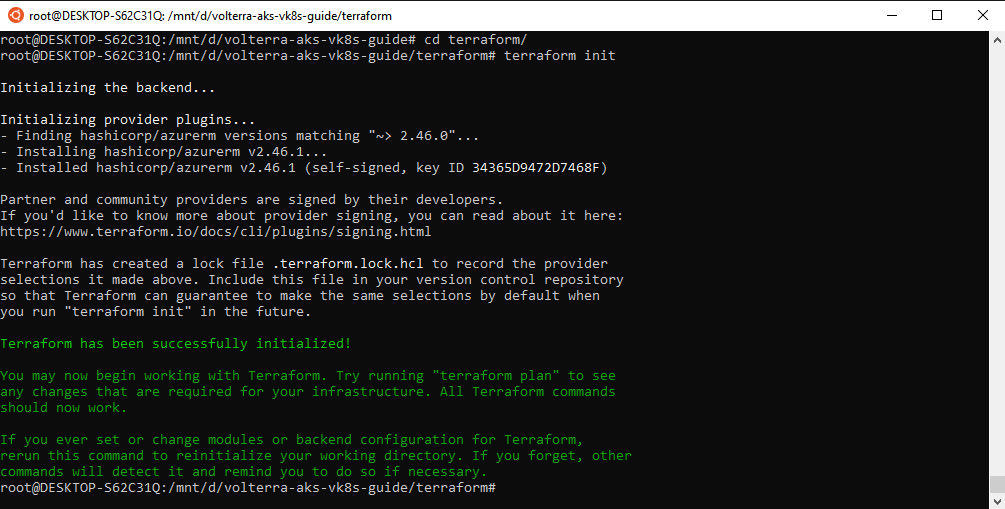 root@DESKTOP-S62C31Q: /mnt/d/volterra-aks-vk8s-guide/terraform
root@DESKTOP-S62C31Q:/mnt/d/volterra-aks-vk8s-guide# cd terraform/
root@DESKTOP-S62C31Q:/mnt/d/volterra-aks-vk8s-guide/terraform# terraform init
Initializing the backend...
Initializing provider plugins...
- Finding hashicorp/azurerm versions matching "~> 2.46.0"...
- Installing hashicorp/azurerm v2.46.1...
- Installed hashicorp/azurerm v2.46.1 (self-signed, key ID 34365D9472D7468F)
Partner and community providers are signed by their developers.
If you'd like to know more about provider signing, you can read about it here:
https://www.terraform.io/docs/cli/plugins/signing.html
Terraform has created a lock file .terraform.lock.hcl to record the provider
selections it made above. Include this file in your version control repository
so that Terraform can guarantee to make the same selections by default when
you run "terraform init" in the future.
Terraform has been successfully initialized!
You may now begin working with Terraform. Try running "terraform plan" to see
any changes that are required for your infrastructure. All Terraform commands
should now work.
If you ever set or change modules or backend configuration for Terraform,
rerun this command to reinitialize your working directory. If you forget, other
commands will detect it and remind you to do so if necessary.
root@DESKTOP-S62C31Q:/mnt/d/volterra-aks-vk8s-guide/terraform#